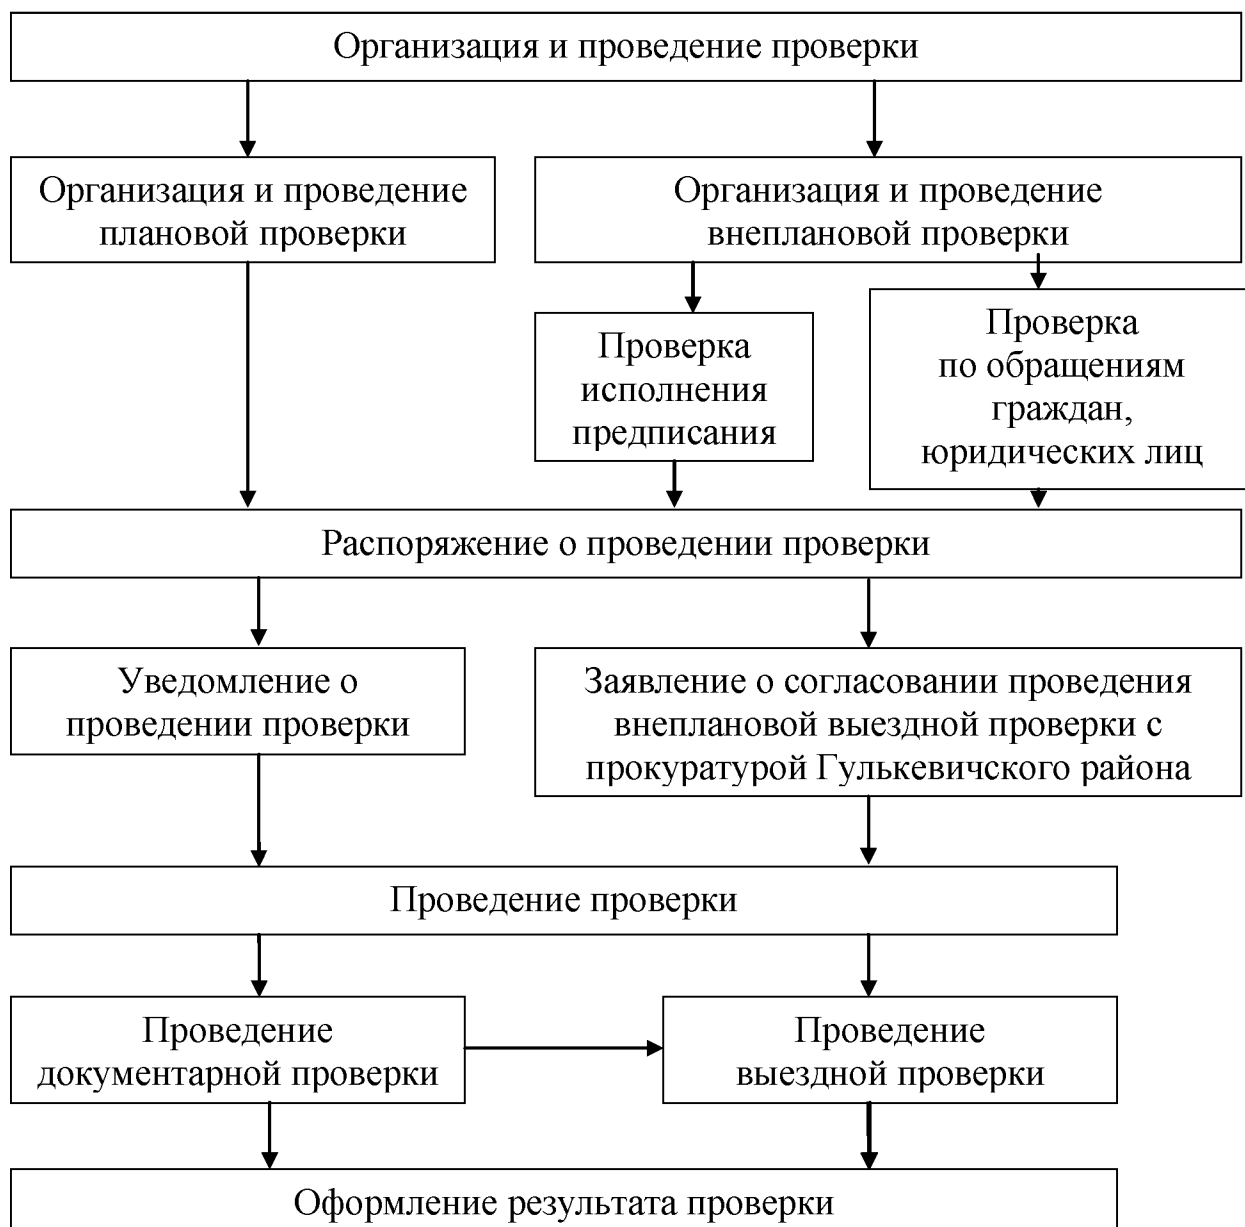 Организация и проведение проверки
Организация и проведение
плановой проверки
Организация и проведение
внеплановой проверки
Проверка
исполнения
предписания
Проверка
по обращениям
граждан,
юридических лиц
Распоряжение о проведении проверки
Уведомление о
проведении проверки
Заявление о согласовании проведения
внеплановой выездной проверки с
прокуратурой Гулькевичского района
Проведение проверки
Проведение
документарной проверки
Проведение
выездной проверки
Оформление результата проверки